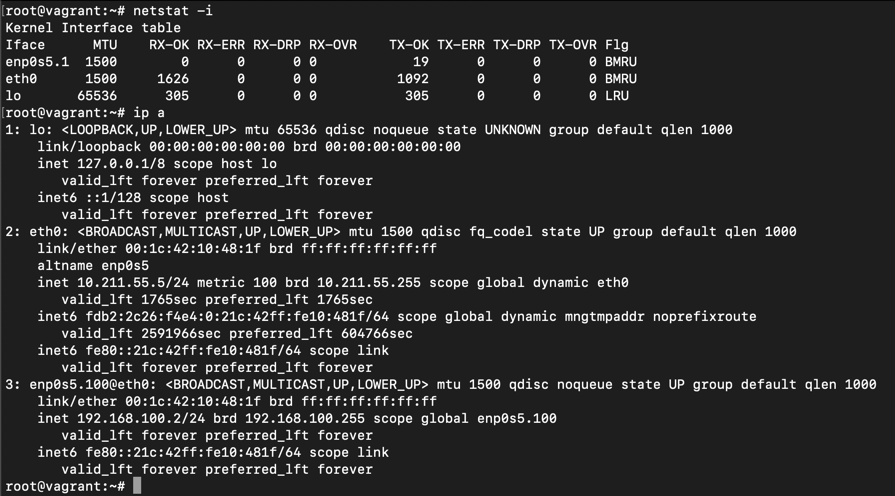 [root@vagrant:~# netstat -i
Kernel Interface table
Iface      MTU    RX-OK RX-ERR RX-DRP RX-OVR    TX-OK TX-ERR TX-DRP TX-OVR Flg
enp0s5.1  1500        0      0      0 0            19      0      0      0 BMRU
eth0      1500     1626      0      0 0          1092      0      0      0 BMRU
lo       65536      305      0      0 0           305      0      0      0 LRU
[root@vagrant:~# ip a
1: lo: <LOOPBACK,UP,LOWER_UP> mtu 65536 qdisc noqueue state UNKNOWN group default qlen 1000
    link/loopback 00:00:00:00:00:00 brd 00:00:00:00:00:00
    inet 127.0.0.1/8 scope host lo
       valid_lft forever preferred_lft forever
    inet6 ::1/128 scope host
       valid_lft forever preferred_lft forever
2: eth0: <BROADCAST,MULTICAST,UP,LOWER_UP> mtu 1500 qdisc fq_codel state UP group default qlen 1000
    link/ether 00:1c:42:10:48:1f brd ff:ff:ff:ff:ff:ff
    altname enp0s5
    inet 10.211.55.5/24 metric 100 brd 10.211.55.255 scope global dynamic eth0
       valid_lft 1765sec preferred_lft 1765sec
    inet6 fdb2:2c26:f4e4:0:21c:42ff:fe10:481f/64 scope global dynamic mngtmpaddr noprefixroute
       valid_lft 2591966sec preferred_lft 604766sec
    inet6 fe80::21c:42ff:fe10:481f/64 scope link
       valid_lft forever preferred_lft forever
3: enp0s5.100@eth0: <BROADCAST,MULTICAST,UP,LOWER_UP> mtu 1500 qdisc noqueue state UP group default qlen 1000
    link/ether 00:1c:42:10:48:1f brd ff:ff:ff:ff:ff:ff
    inet 192.168.100.2/24 brd 192.168.100.255 scope global enp0s5.100
       valid_lft forever preferred_lft forever
    inet6 fe80::21c:42ff:fe10:481f/64 scope link
       valid_lft forever preferred_lft forever
root@vagrant:~#